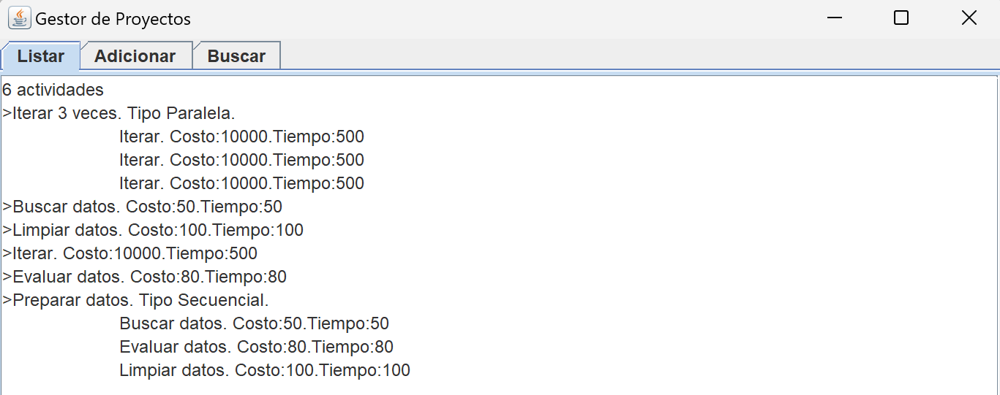 Gestor de Proyectos
Listar Adicionar Buscar
6 actividades
>Iterar 3 veces. Tipo Paralela.
Iterar. Costo:10000.Tiempo:500
Iterar. Costo:10000.Tiempo:500
Iterar. Costo:10000.Tiempo:500
>Buscar datos. Costo:50.Tiempo:50
>Limpiar datos. Costo:100.Tiempo:100
>Iterar. Costo:10000.Tiempo:500
>Evaluar datos. Costo:80.Tiempo:80
>Preparar datos. Tipo Secuencial.
Buscar datos. Costo:50.Tiempo:50
Evaluar datos. Costo:80.Tiempo:80
Limpiar datos. Costo:100.Tiempo:100